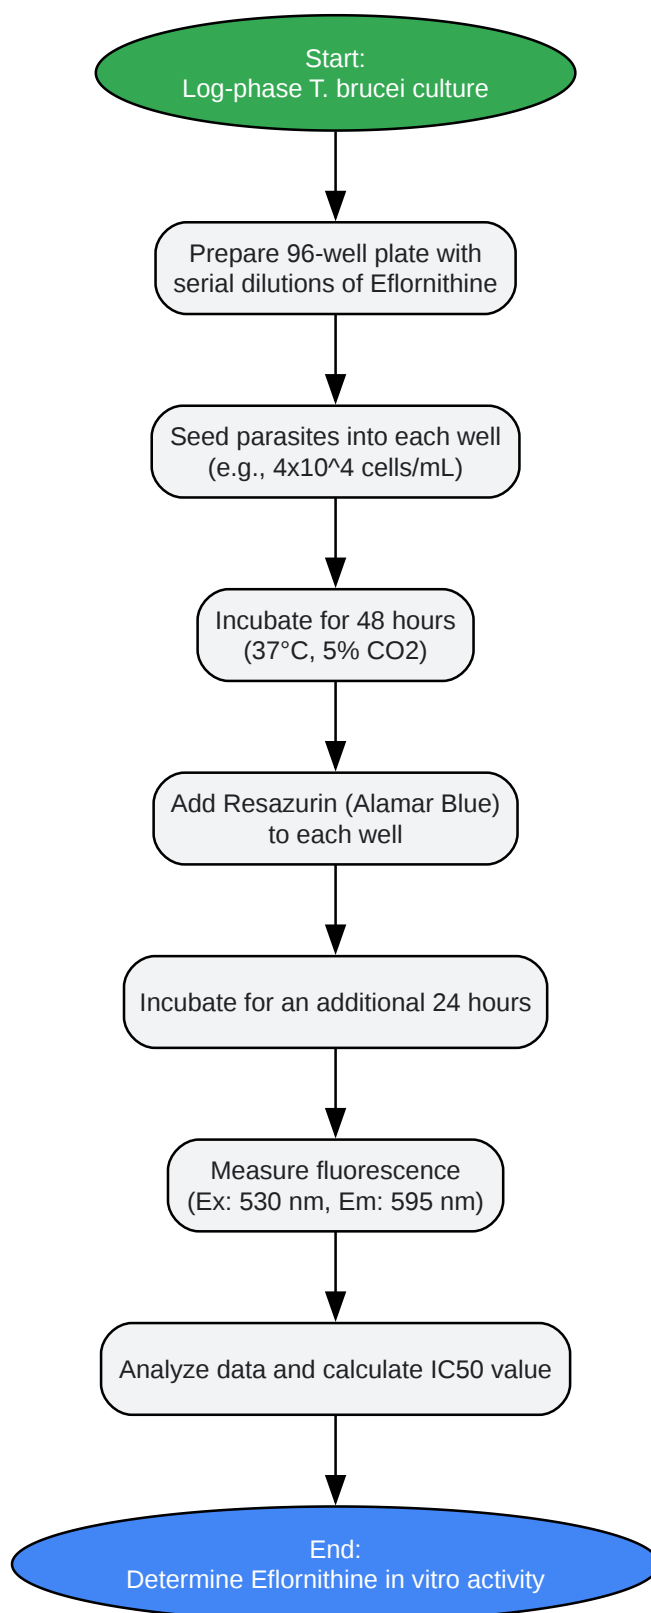 Start:
Log-phase T. brucei culture
Prepare 96-well plate with
serial dilutions of Eflornithine
Seed parasites into each well
(e.g., 4x10^4 cells/mL)
Incubate for 48 hours
(37°C, 5% CO2)
Add Resazurin (Alamar Blue)
to each well
Incubate for an additional 24 hours
Measure fluorescence
(Ex: 530 nm, Em: 595 nm)
Analyze data and calculate IC50 value
End:
Determine Eflornithine in vitro activity